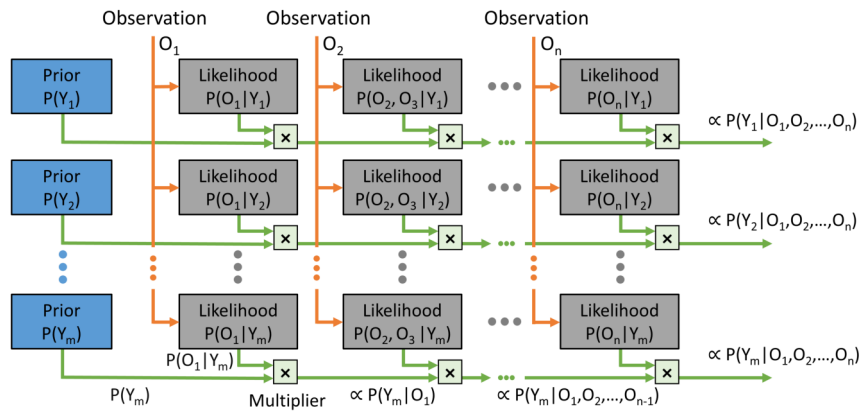 Observation
Observation
Observation
O₁
O₂
Oₙ
Prior
P(Y₁)
Likelihood
P(O₁|Y₁)
Likelihood
P(O₂, O₃|Y₁)
Likelihood
P(Oₙ|Y₁)
×
×
×
∝ P(Y₁|O₁,O₂,...,Oₙ)
Prior
P(Y₂)
Likelihood
P(O₁|Y₂)
Likelihood
P(O₂, O₃ |Y₂)
Likelihood
P(Oₙ|Y₂)
×
×
×
∝ P(Y₂|O₁,O₂,...,Oₙ)
Prior
P(Yₘ)
Likelihood
P(O₁|Yₘ)
Likelihood
P(O₂, O₃ |Yₘ)
Likelihood
P(Oₙ|Yₘ)
P(O₁|Yₘ)
×
×
×
∝ P(Yₘ|O₁,O₂,...,Oₙ)
P(Yₘ)
Multiplier
∝ P(Yₘ|O₁)
∝ P(Yₘ|O₁,O₂,...,Oₙ₋₁)